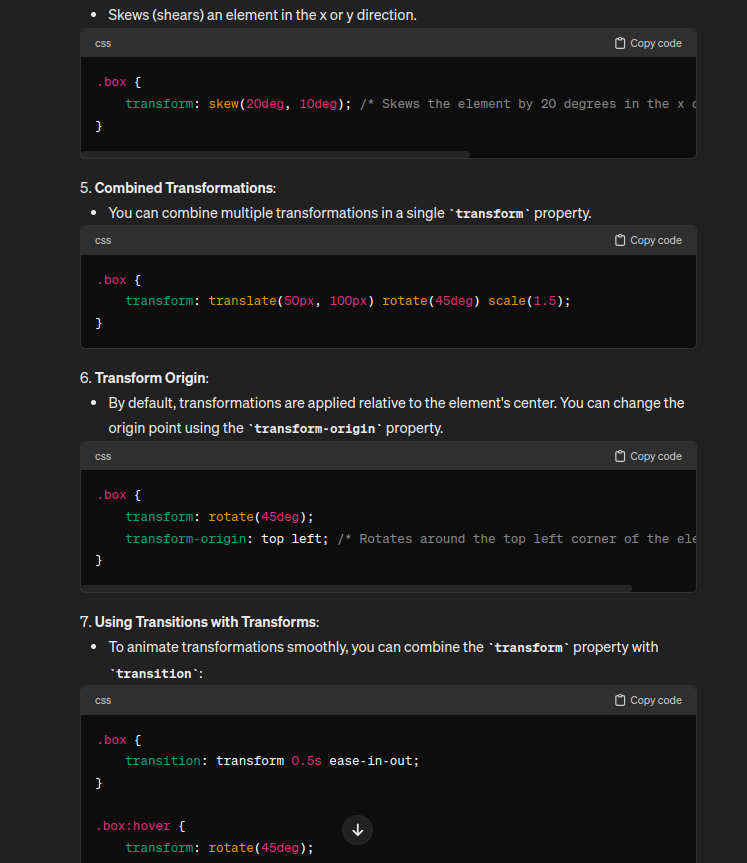 • Skews (shears) an element in the x or y direction.
css Copy code
.box {
    transform: skew(20deg, 10deg); /* Skews the element by 20 degrees in the x
}
5. Combined Transformations:
• You can combine multiple transformations in a single `transform` property.
css Copy code
.box {
    transform: translate(50px, 100px) rotate(45deg) scale(1.5);
}
6. Transform Origin:
• By default, transformations are applied relative to the element's center. You can change the
origin point using the `transform-origin` property.
css Copy code
.box {
    transform: rotate(45deg);
    transform-origin: top left; /* Rotates around the top left corner of the ele
}
7. Using Transitions with Transforms:
• To animate transformations smoothly, you can combine the `transform` property with
`transition`:
css Copy code
.box {
    transition: transform 0.5s ease-in-out;
}
.box:hover {
    transform: rotate(45deg);